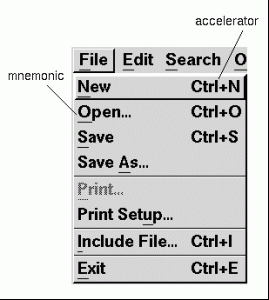 accelerator
mnemonic
File Edit Search O
New Ctrl+N
Open... Ctrl+O
Save Ctrl+S
Save As...
Print...
Print Setup...
Include File... Ctrl+I
Exit Ctrl+E